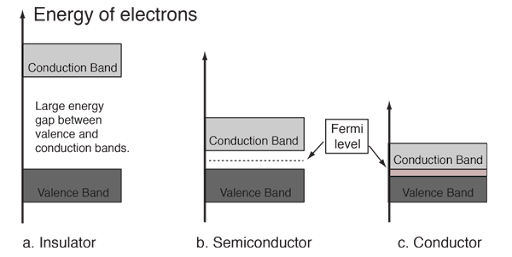 Energy of electrons
Conduction Band
Large energy
gap between
valence and
conduction bands.
Valence Band
a. Insulator
Conduction Band
Valence Band
b. Semiconductor
Fermi
level
Conduction Band
Valence Band
c. Conductor